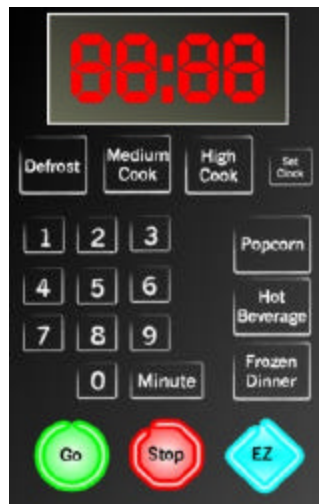 88:88
Defrost
Medium
Cook
High
Cook
Set
Clock
1 2 3
Popcorn
4 5 6
Hot
Beverage
7 8 9
Frozen
Dinner
0 Minute
Go Stop EZ